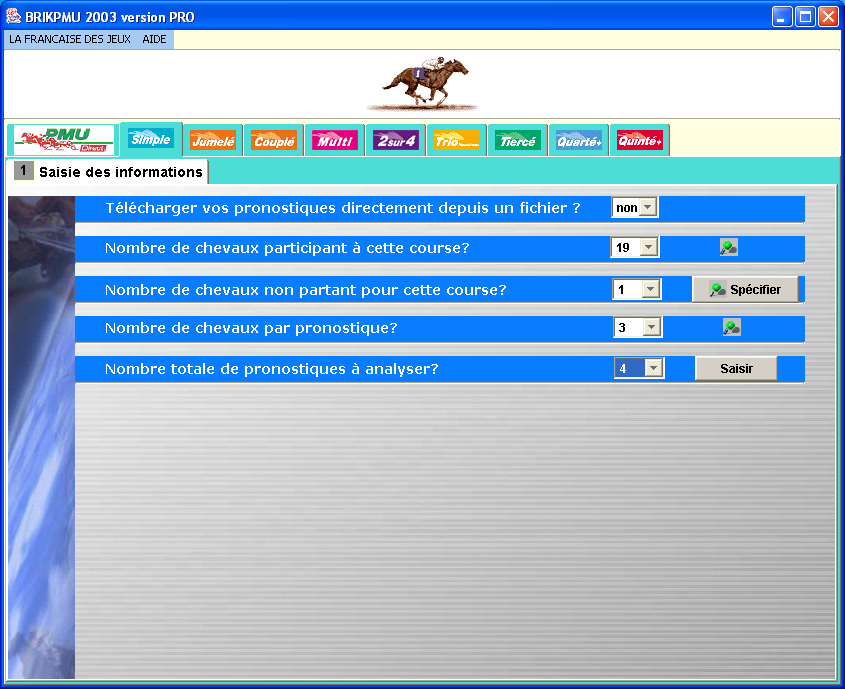 BRIKPMU 2003 version PRO
LA FRANCAISE DES JEUX AIDE
1
PMU Direct Simple Jumelé Couplé Multi 2sur4 Trio Tiercé Quarté+ Quinté+
1 Saisie des informations
Télécharger vos pronostiques directement depuis un fichier ? non
Nombre de chevaux participant à cette course? 19
Nombre de chevaux non partant pour cette course? 1 Spécifier
Nombre de chevaux par pronostique? 3
Nombre totale de pronostiques à analyser? 4 Saisir